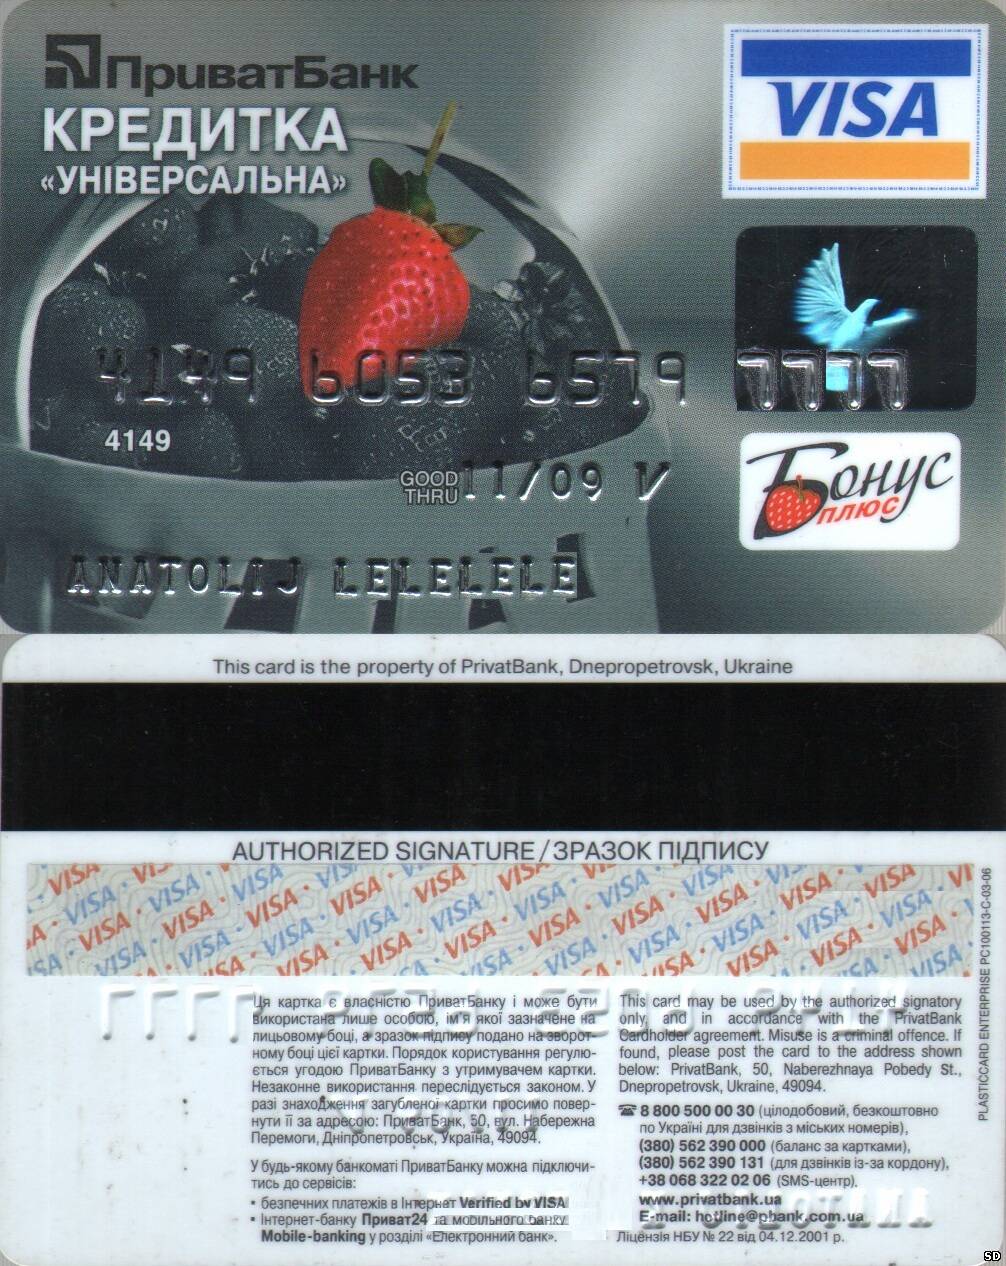 ПриватБанк
КРЕДИТКА
«УНІВЕРСАЛЬНА»
VISA
4149 6053 6579 7777
4149
GOOD THRU 11/09 V
Бонус
плюс
ANATOLIJ LELELELE
This card is the property of PrivatBank, Dnepropetrovsk, Ukraine
AUTHORIZED SIGNATURE / ЗРАЗОК ПІДПИСУ
Ця картка є власністю ПриватБанку і може бути
використана лише особою, ім'я якої зазначене на
лицьовому боці, а зразок підпису подано на зворот-
ному боці цієї картки. Порядок користування регулю-
ється угодою ПриватБанку з утримувачем картки.
Незаконне використання переслідується законом. У
разі знаходження загубленої картки просимо повер-
нути її за адресою: ПриватБанк, 50, вул. Набережна
Перемоги, Дніпропетровськ, Україна, 49094.
У будь-якому банкоматі ПриватБанку можна підключи-
тись до сервісів:
• безпечних платежів в Інтернет Verified by VISA
• Інтернет-банку Приват24 та мобільного банку
Mobile-banking у розділі «Електронний банк».
This card may be used by the authorized signatory
only, and in accordance with the PrivatBank
Cardholder agreement. Misuse is a criminal offence. If
found, please post the card to the address shown
below: PrivatBank, 50, Naberezhnaya Pobedy St.,
Dnepropetrovsk, Ukraine, 49094.
☎ 8 800 500 00 30 (цілодобовий, безкоштовно
по Україні для дзвінків з міських номерів),
(380) 562 390 000 (баланс за картками),
(380) 562 390 131 (для дзвінків із-за кордону),
+38 068 322 02 06 (SMS-центр).
www.privatbank.ua
E-mail: hotline@pbank.com.ua
Ліцензія НБУ № 22 від 04.12.2001 р.
PLASTICCARD ENTERPRISE PC100113-C-03-06
SD